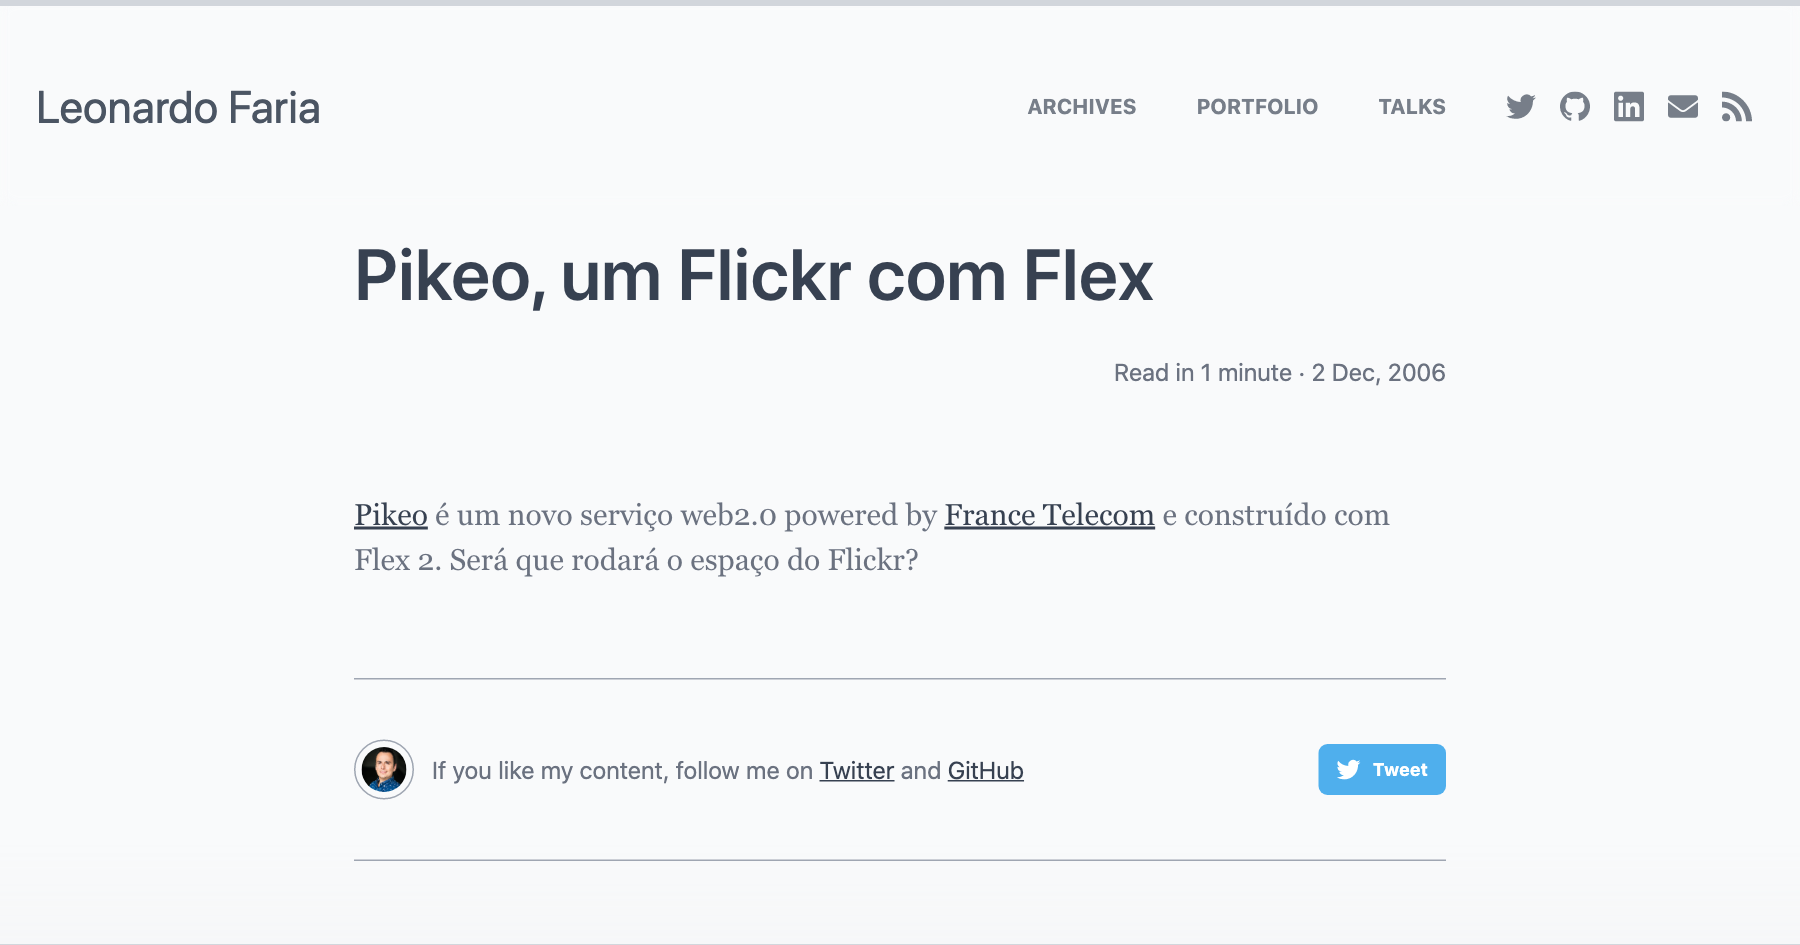 Leonardo Faria
ARCHIVES PORTFOLIO TALKS
Pikeo, um Flickr com Flex
Read in 1 minute · 2 Dec, 2006
Pikeo é um novo serviço web2.0 powered by France Telecom e construído com
Flex 2. Será que rodará o espaço do Flickr?
If you like my content, follow me on Twitter and GitHub
Tweet